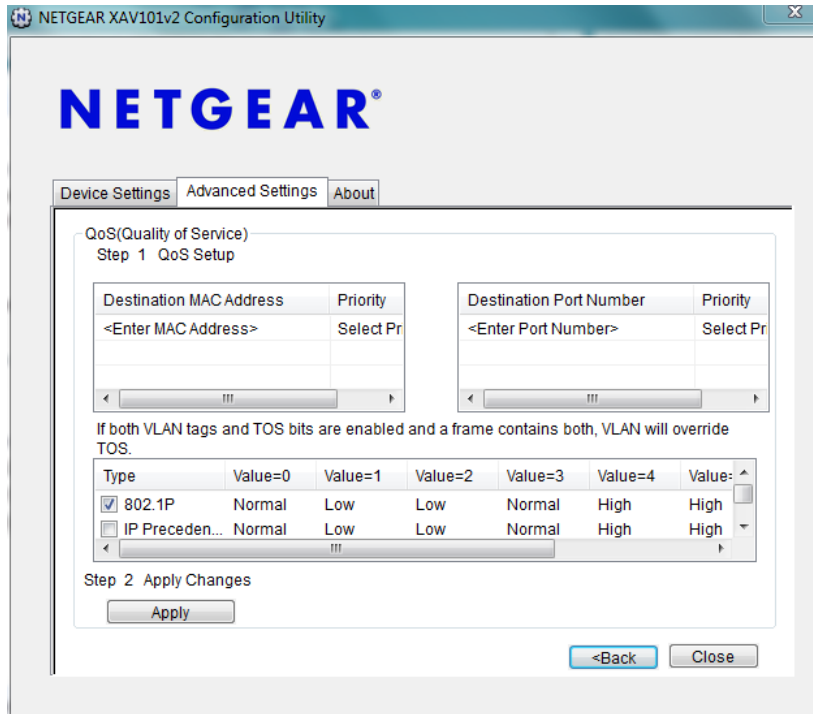 NETGEAR XAV101v2 Configuration Utility
NETGEAR®
Device Settings Advanced Settings About
QoS(Quality of Service)
Step 1 QoS Setup
Destination MAC Address Priority Destination Port Number Priority
<Enter MAC Address> Select Pr <Enter Port Number> Select Pri
If both VLAN tags and TOS bits are enabled and a frame contains both, VLAN will override
TOS.
Type Value=0 Value=1 Value=2 Value=3 Value=4 Value=
802.1P Normal Low Low Normal High High
IP Preceden... Normal Low Low Normal High High
Step 2 Apply Changes
Apply
<Back Close